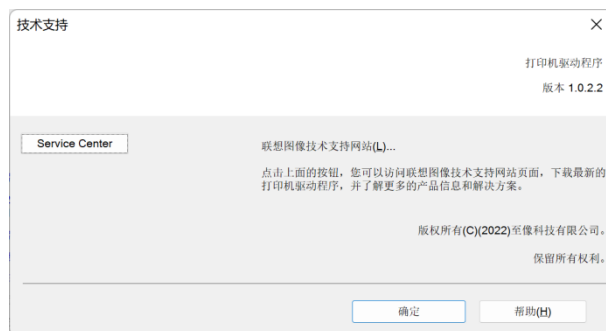 技术支持
打印机驱动程序
版本 1.0.2.2
Service Center
联想图像技术支持网站(L)...
点击上面的按钮，您可以访问联想图像技术支持网站页面，下载最新的
打印机驱动程序，并了解更多的产品信息和解决方案。
版权所有(C)(2022)至像科技有限公司。
保留所有权利。
确定
帮助(H)